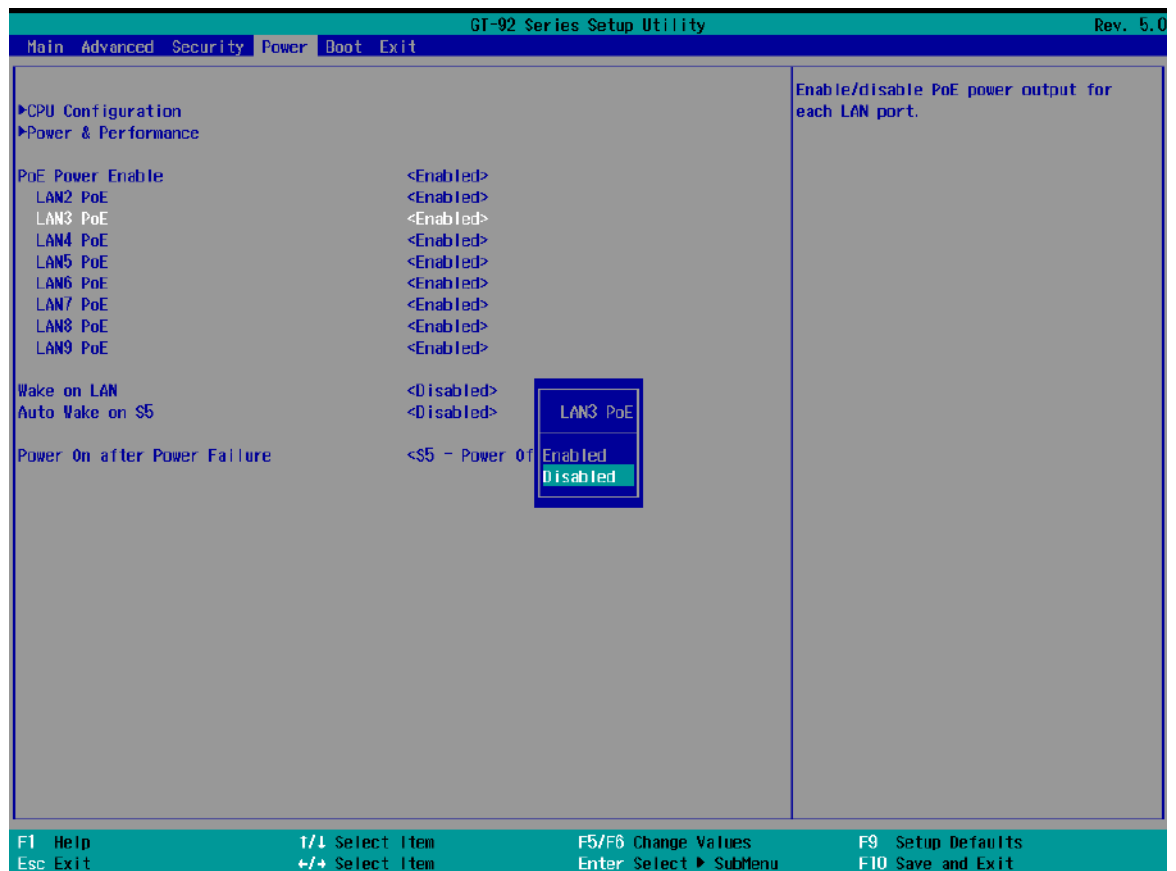 GT-92 Series Setup Utility Rev. 5.0
Main Advanced Security Power Boot Exit
Enable/disable PoE power output for
each LAN port.
►CPU Configuration
►Power & Performance
PoE Power Enable <Enabled>
LAN2 PoE <Enabled>
LAN3 PoE <Enabled>
LAN4 PoE <Enabled>
LAN5 PoE <Enabled>
LAN6 PoE <Enabled>
LAN7 PoE <Enabled>
LAN8 PoE <Enabled>
LAN9 PoE <Enabled>
Wake on LAN <Disabled>
Auto Wake on S5 <Disabled>
Power On after Power Failure <S5 - Power Of
LAN3 PoE
Enabled
Disabled
F1 Help ↑/↓ Select Item F5/F6 Change Values F9 Setup Defaults
Esc Exit ←/→ Select Item Enter Select ► SubMenu F10 Save and Exit